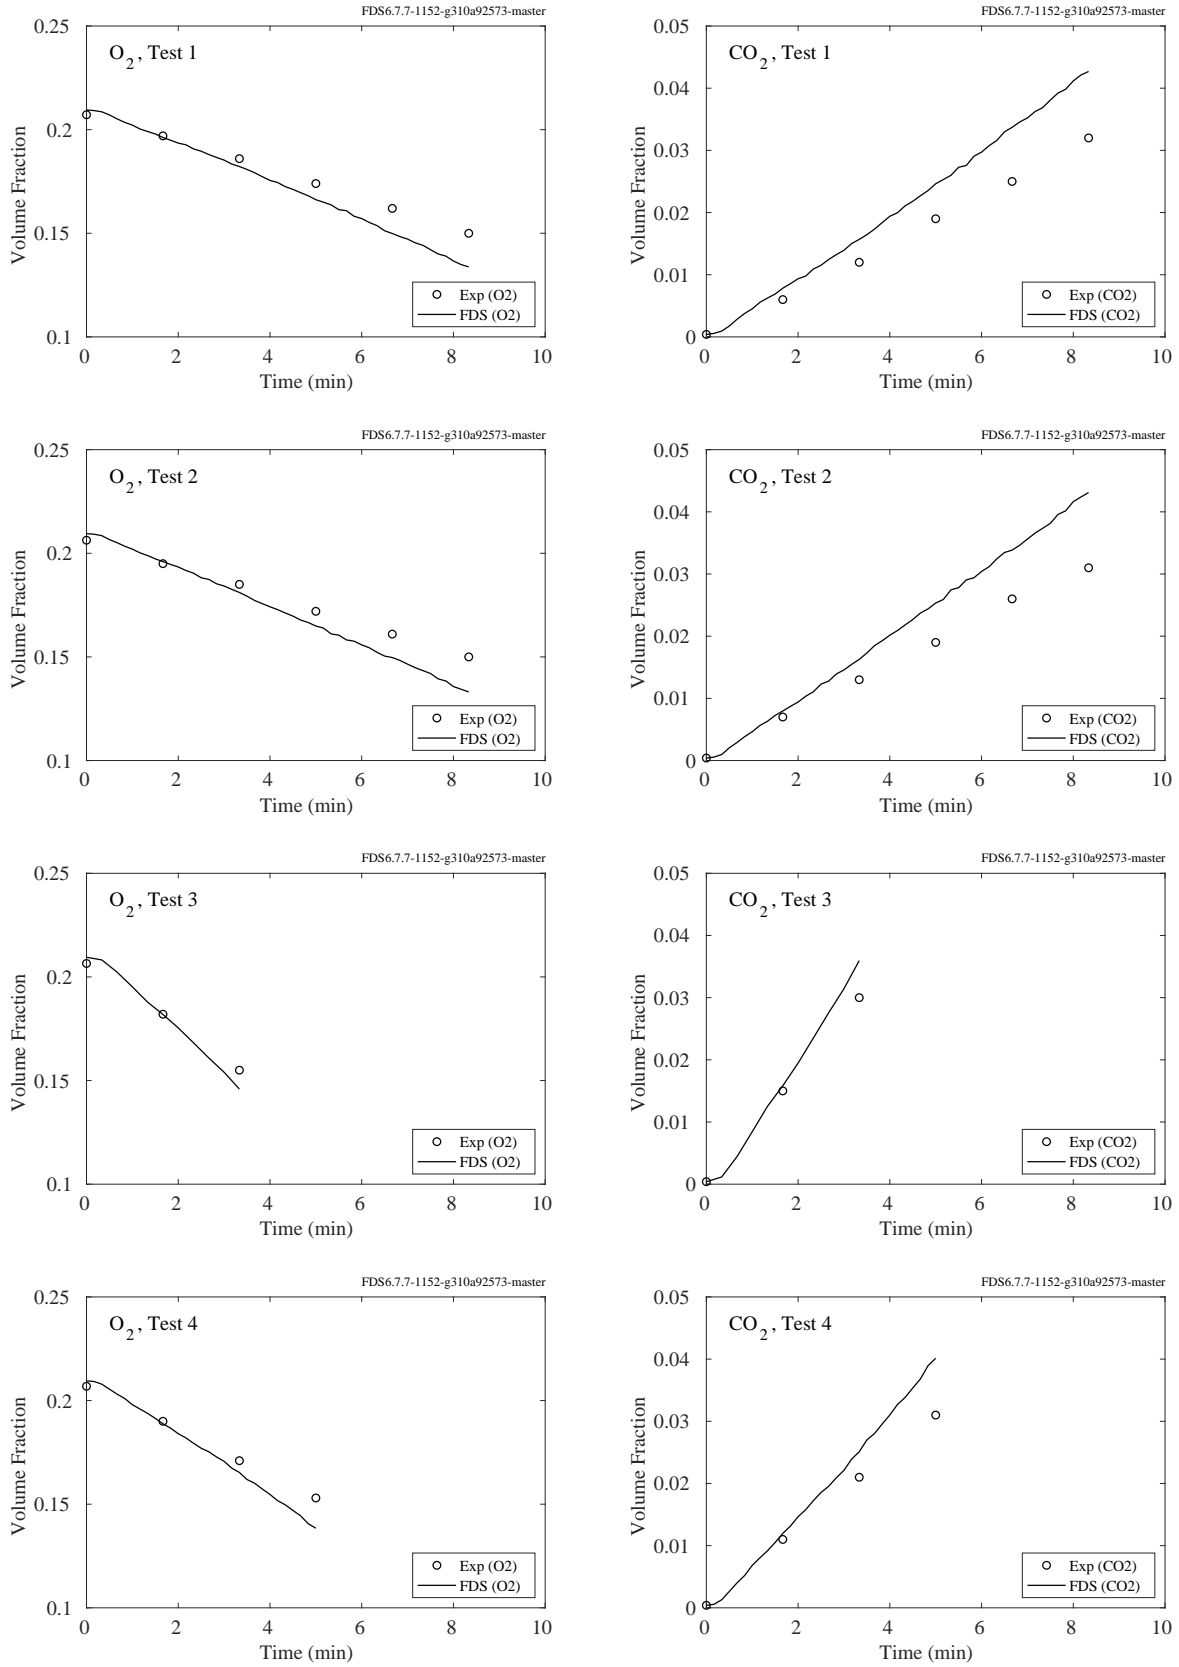 FDS6.7.7-1152-g310a92573-master
O2, Test 1
0.25
0.2
0.15
0.1
Volume Fraction
0 2 4 6 8 10
Time (min)
Exp (O2)
FDS (O2)
FDS6.7.7-1152-g310a92573-master
CO2, Test 1
0.05
0.04
0.03
0.02
0.01
0
Volume Fraction
0 2 4 6 8 10
Time (min)
Exp (CO2)
FDS (CO2)
FDS6.7.7-1152-g310a92573-master
O2, Test 2
0.25
0.2
0.15
0.1
Volume Fraction
0 2 4 6 8 10
Time (min)
Exp (O2)
FDS (O2)
FDS6.7.7-1152-g310a92573-master
CO2, Test 2
0.05
0.04
0.03
0.02
0.01
0
Volume Fraction
0 2 4 6 8 10
Time (min)
Exp (CO2)
FDS (CO2)
FDS6.7.7-1152-g310a92573-master
O2, Test 3
0.25
0.2
0.15
0.1
Volume Fraction
0 2 4 6 8 10
Time (min)
Exp (O2)
FDS (O2)
FDS6.7.7-1152-g310a92573-master
CO2, Test 3
0.05
0.04
0.03
0.02
0.01
0
Volume Fraction
0 2 4 6 8 10
Time (min)
Exp (CO2)
FDS (CO2)
FDS6.7.7-1152-g310a92573-master
O2, Test 4
0.25
0.2
0.15
0.1
Volume Fraction
0 2 4 6 8 10
Time (min)
Exp (O2)
FDS (O2)
FDS6.7.7-1152-g310a92573-master
CO2, Test 4
0.05
0.04
0.03
0.02
0.01
0
Volume Fraction
0 2 4 6 8 10
Time (min)
Exp (CO2)
FDS (CO2)